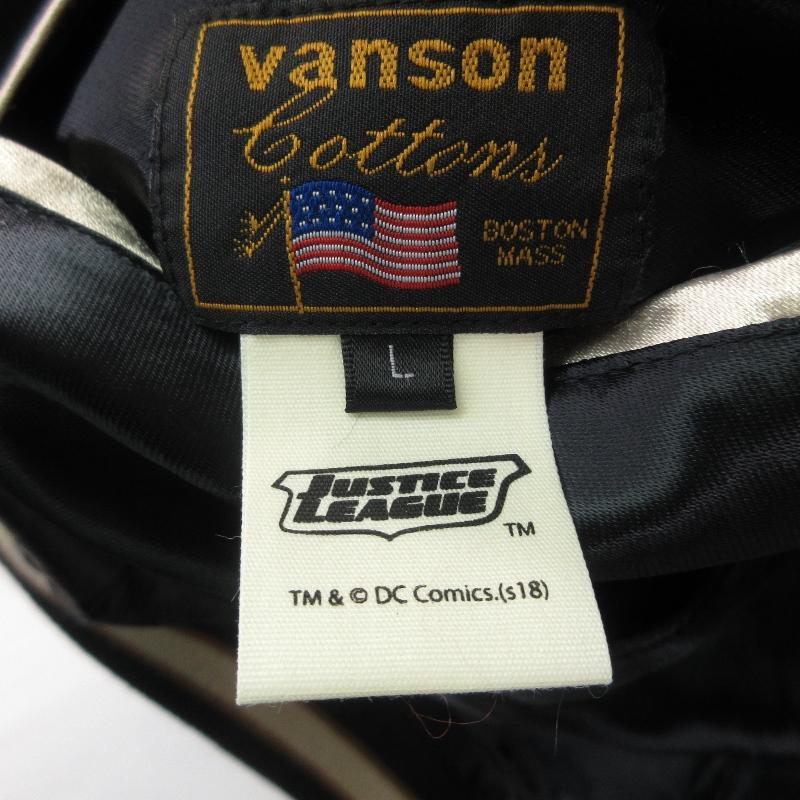 vanson
Cottons
BOSTON
MASS
L
JUSTICE
LEAGUE
TM
TM & © DC Comics.(s18)